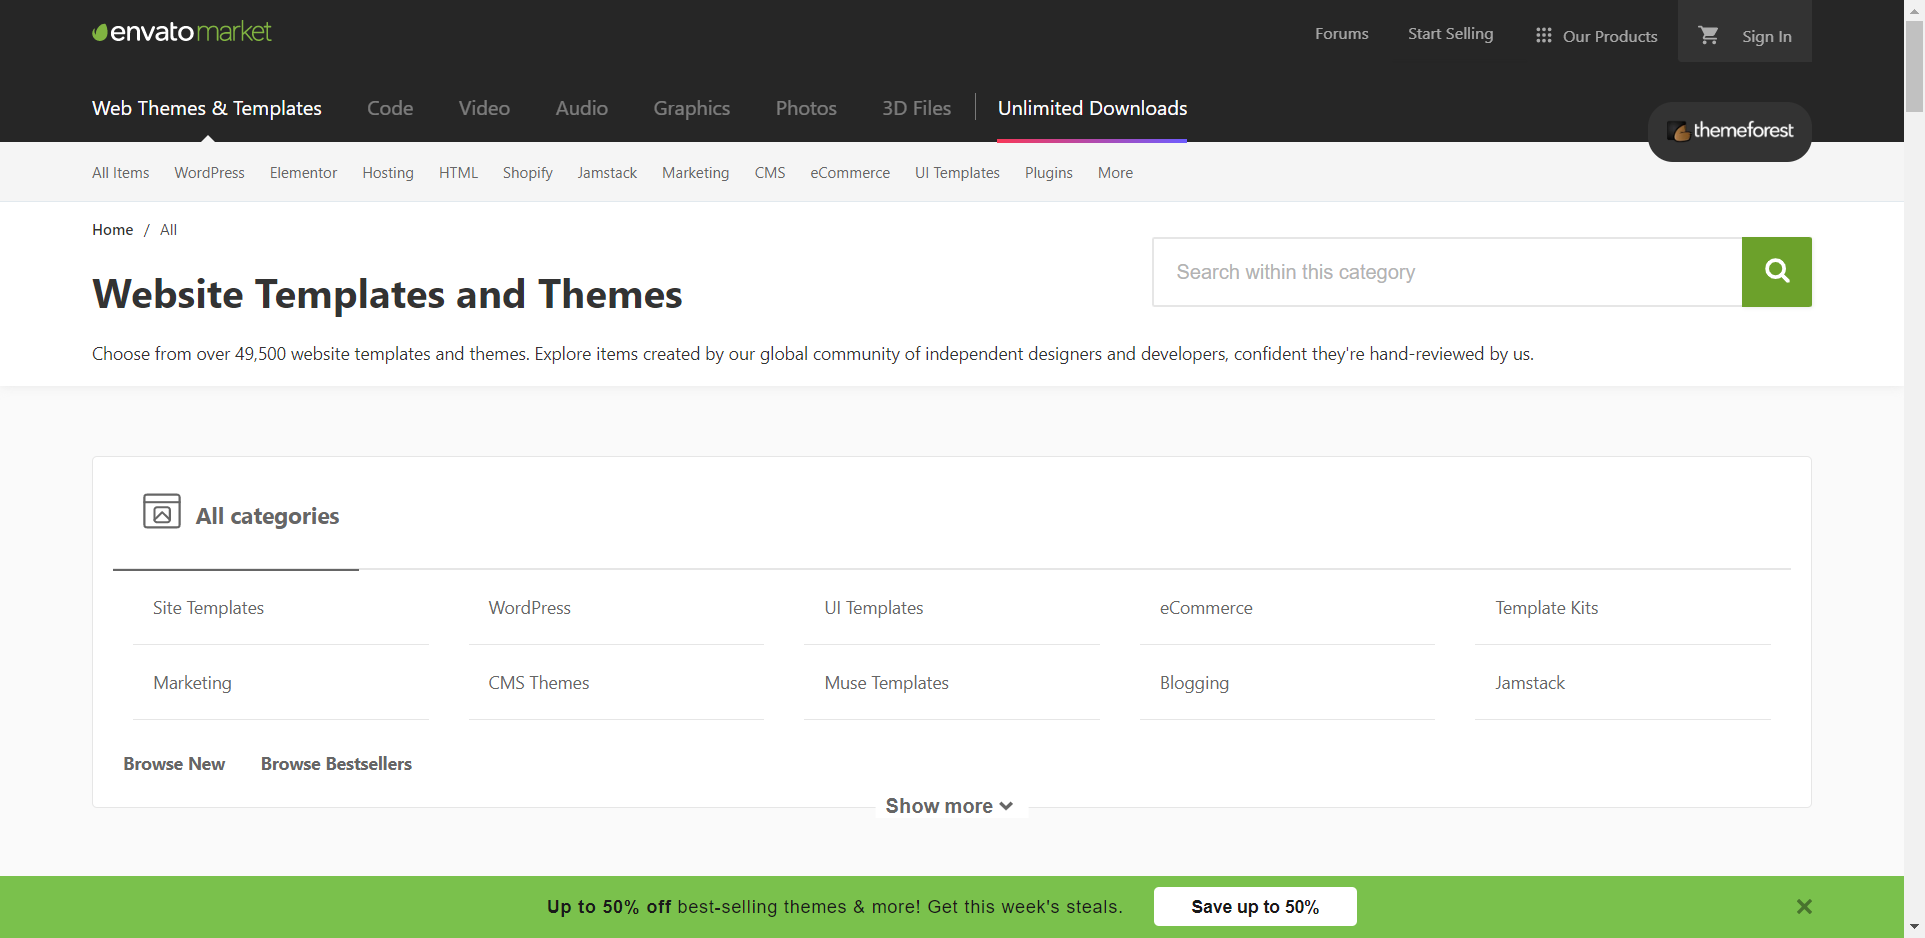 envatomarket
Forums Start Selling Our Products Sign In
Web Themes & Templates Code Video Audio Graphics Photos 3D Files Unlimited Downloads
themeforest
All Items WordPress Elementor Hosting HTML Shopify Jamstack Marketing CMS eCommerce UI Templates Plugins More
Home / All
Search within this category
Website Templates and Themes
Choose from over 49,500 website templates and themes. Explore items created by our global community of independent designers and developers, confident they're hand-reviewed by us.
All categories
Site Templates WordPress UI Templates eCommerce Template Kits
Marketing CMS Themes Muse Templates Blogging Jamstack
Browse New Browse Bestsellers
Show more
Up to 50% off best-selling themes & more! Get this week's steals. Save up to 50%